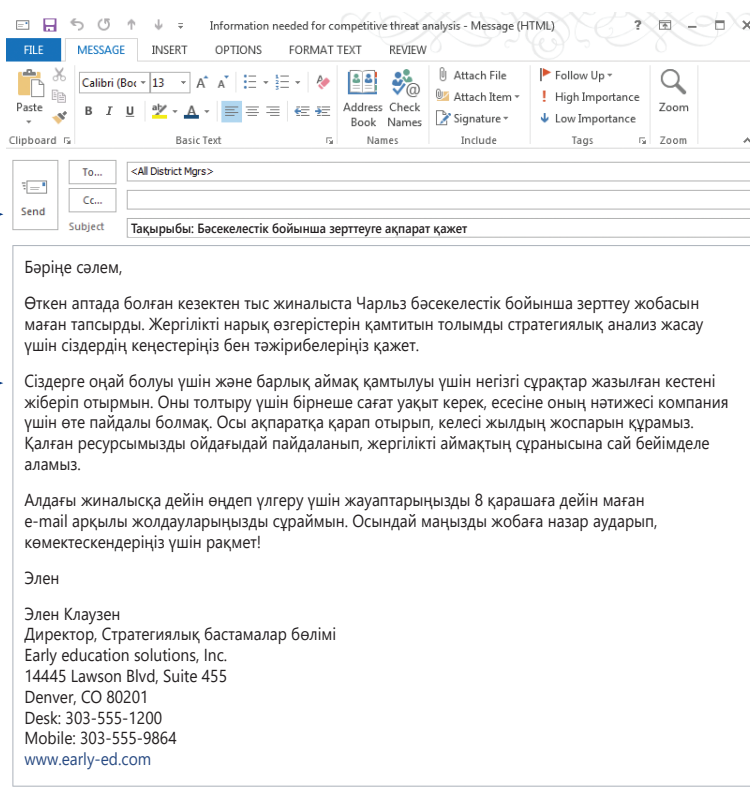 Information needed for competitive threat analysis - Message (HTML)
FILE MESSAGE INSERT OPTIONS FORMAT TEXT REVIEW
Paste
Calibri (Boc 13
B I U
Address Book
Check Names
Attach File
Attach Item
Signature
Follow Up
High Importance
Low Importance
Zoom
Clipboard Basic Text Names Include Tags Zoom
Send
To... <All District Mgrs>
Cc...
Subject Тақырыбы: Бәсекелестік бойынша зерттеуге ақпарат қажет
Бәріңе сәлем,
Өткен аптада болған кезектен тыс жиналыста Чарльз бәсекелестік бойынша зерттеу жобасын
маған тапсырды. Жергілікті нарық өзгерістерін қамтитын толымды стратегиялық анализ жасау
үшін сіздердің кеңестеріңіз бен тәжірибелеріңіз қажет.
Сіздерге оңай болуы үшін және барлық аймақ қамтылуы үшін негізгі сұрақтар жазылған кестені
жіберіп отырмын. Оны толтыру үшін бірнеше сағат уақыт керек, есесіне оның нәтижесі компания
үшін өте пайдалы болмақ. Осы ақпаратқа қарап отырып, келесі жылдың жоспарын құрамыз.
Қалған ресурсымызды ойдағыдай пайдаланып, жергілікті аймақтың сұранысына сай бейімделе
аламыз.
Алдағы жиналысқа дейін өңдеп үлгеру үшін жауаптарыңызды 8 қарашаға дейін маған
e-mail арқылы жолдауларыңызды сұраймын. Осындай маңызды жобаға назар аударып,
көмектескендеріңіз үшін рақмет!
Элен
Элен Клаузен
Директор, Стратегиялық бастамалар бөлімі
Early education solutions, Inc.
14445 Lawson Blvd, Suite 455
Denver, CO 80201
Desk: 303-555-1200
Mobile: 303-555-9864
www.early-ed.com